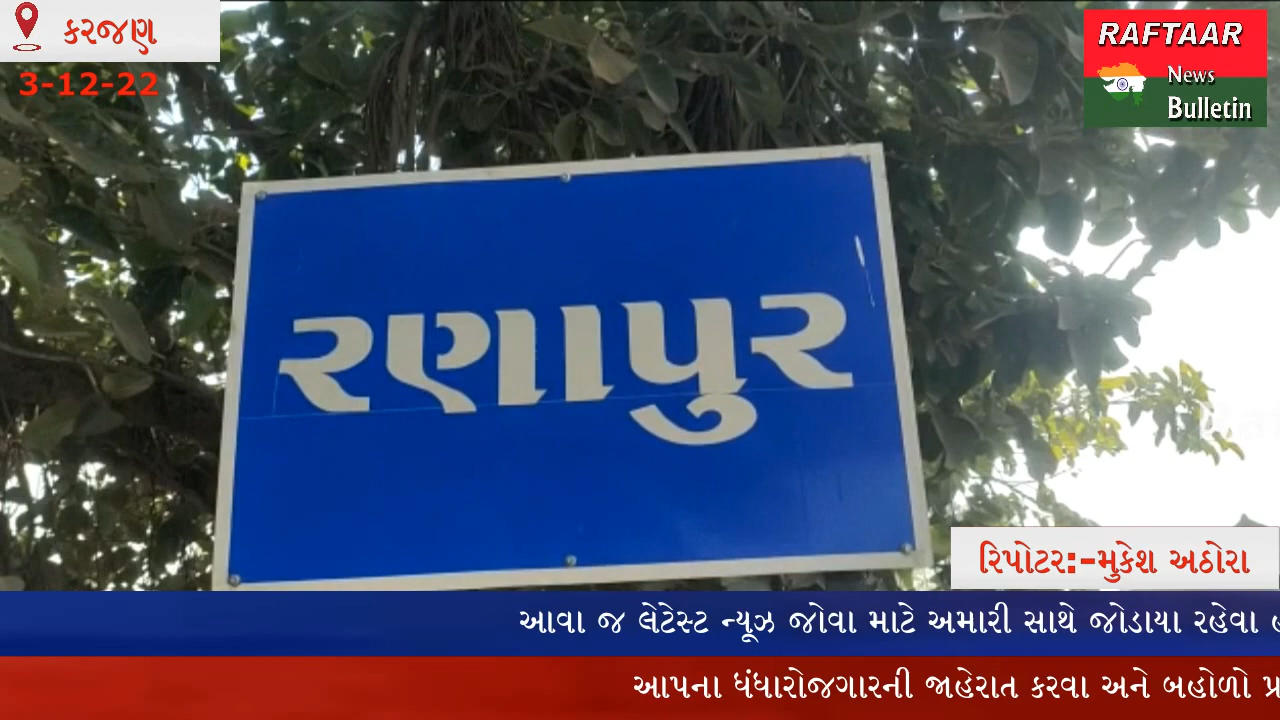 કરજણ
3-12-22
RAFTAAR
News
Bulletin
રણાપુર
રિપોટર:-મુકેશ અઠોરા
આવા જ લેટેસ્ટ ન્યૂઝ જોવા માટે અમારી સાથે જોડાયા રહેવા
આપના ધંધારોજગારની જાહેરાત કરવા અને બહોળો